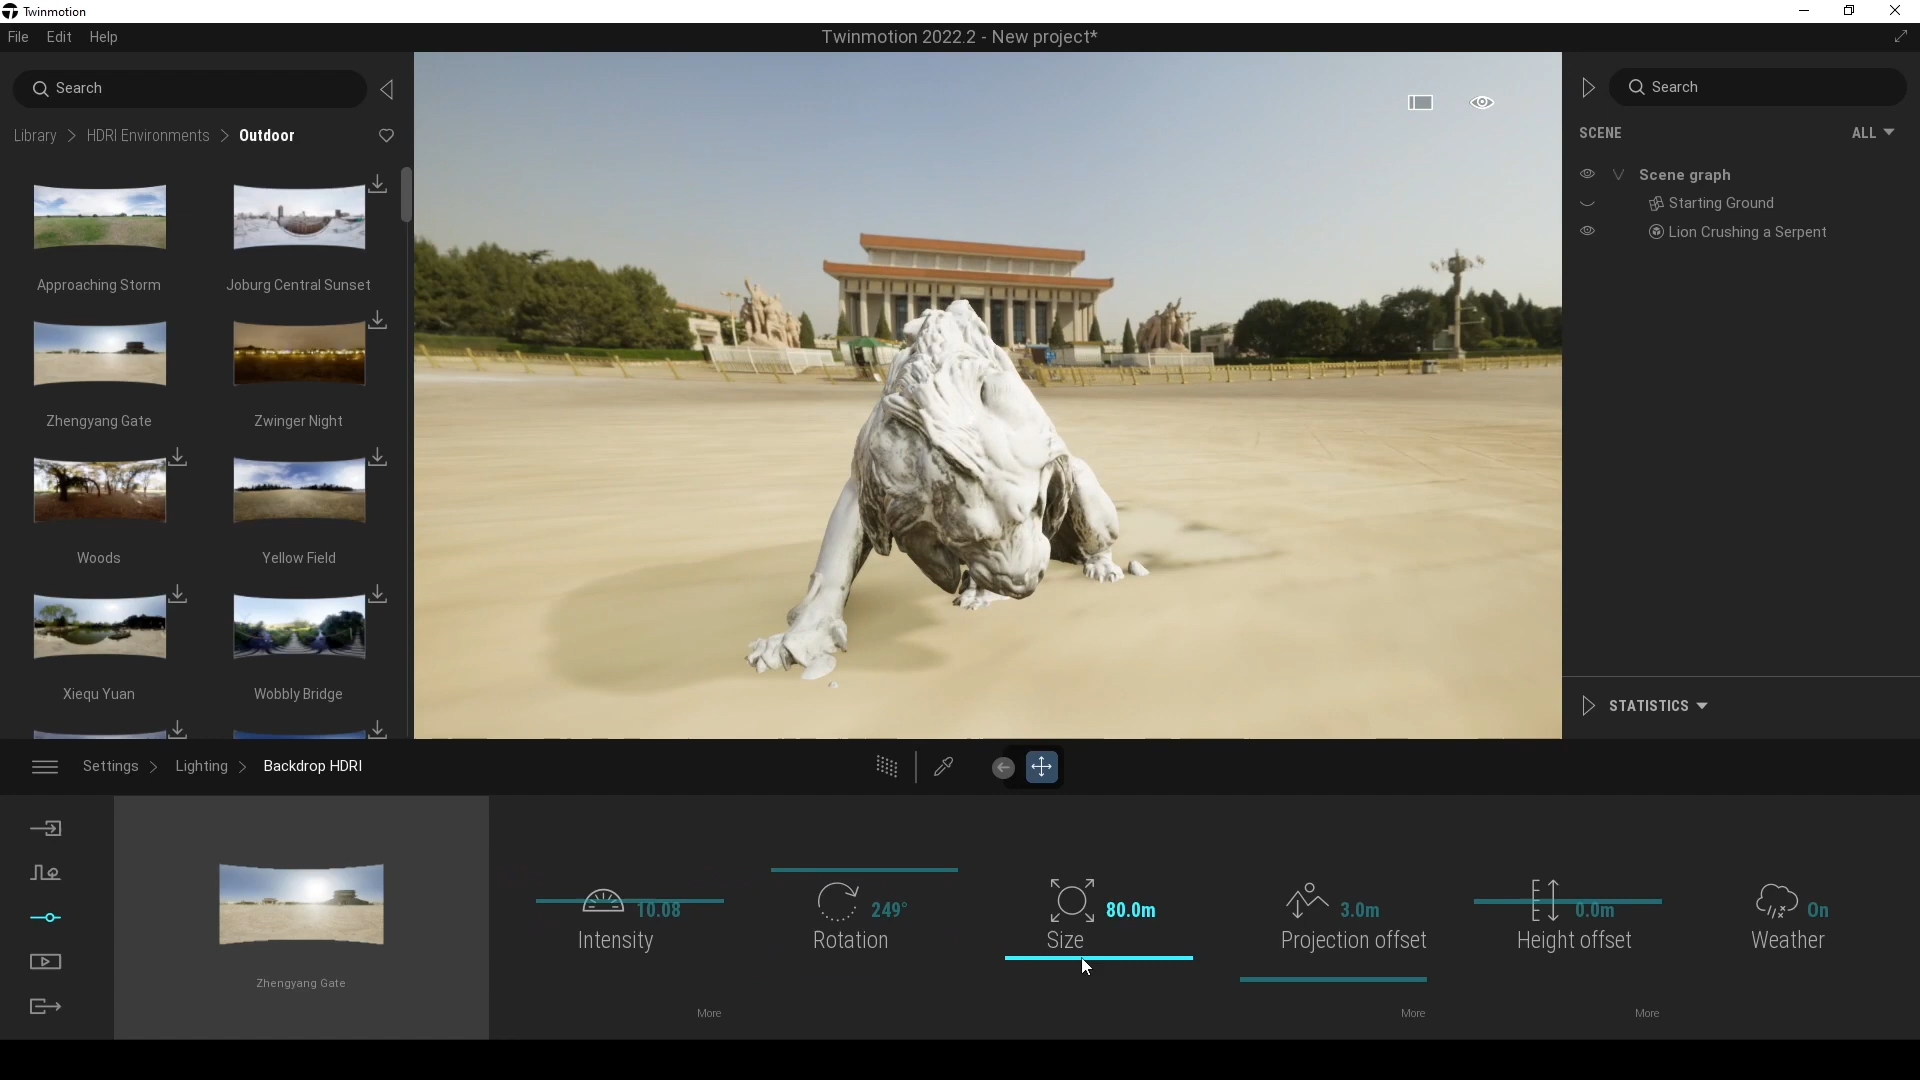 Twinmotion
File Edit Help
Twinmotion 2022.2 - New project*
Search
Library > HDRI Environments > Outdoor
Approaching Storm
Joburg Central Sunset
Zhengyang Gate
Zwinger Night
Woods
Yellow Field
Xiequ Yuan
Wobbly Bridge
Search
SCENE
ALL
Scene graph
Starting Ground
Lion Crushing a Serpent
STATISTICS
Settings > Lighting > Backdrop HDRI
Zhengyang Gate
10.08
Intensity
More
249°
Rotation
80.0m
Size
3.0m
Projection offset
More
0.0m
Height offset
More
On
Weather